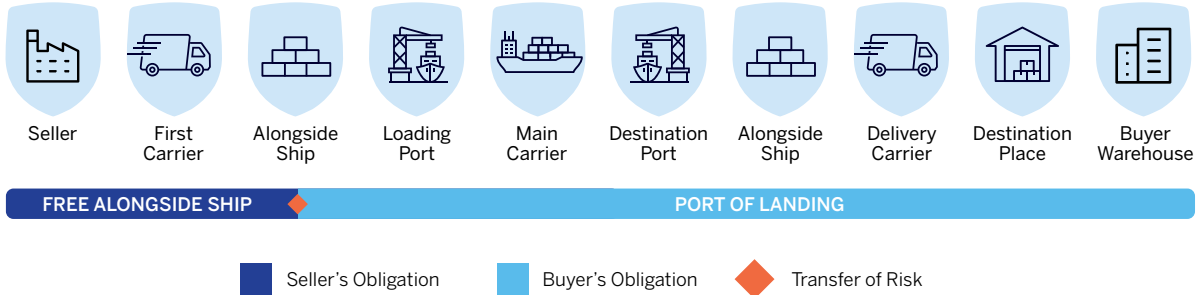 Seller
First
Carrier
Alongside
Ship
Loading
Port
Main
Carrier
Destination
Port
Alongside
Ship
Delivery
Carrier
Destination
Place
Buyer
Warehouse
FREE ALONGSIDE SHIP
PORT OF LANDING
Seller's Obligation
Buyer's Obligation
Transfer of Risk